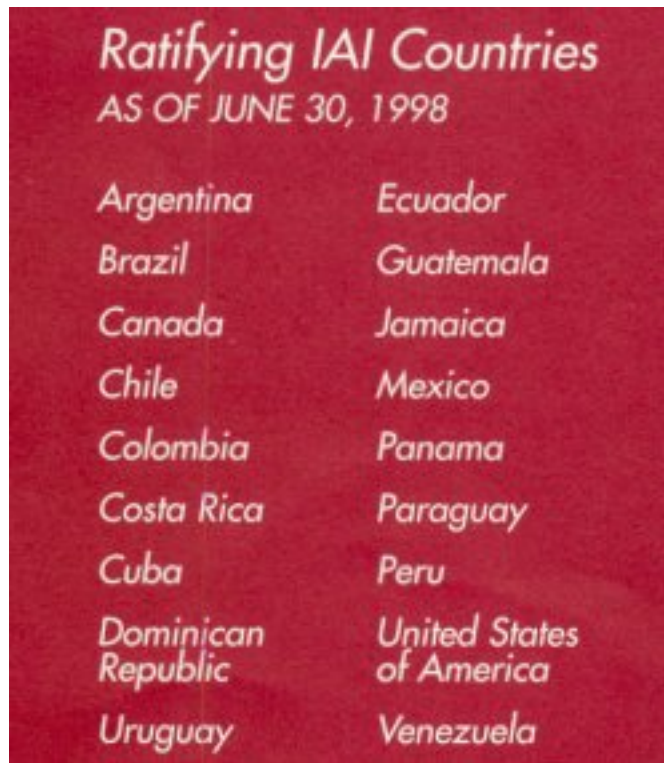 Ratifying IAI Countries
AS OF JUNE 30, 1998
Argentina
Brazil
Canada
Chile
Colombia
Costa Rica
Cuba
Dominican
Republic
Uruguay
Ecuador
Guatemala
Jamaica
Mexico
Panama
Paraguay
Peru
United States
of America
Venezuela